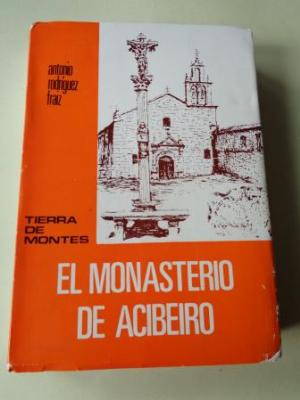 antonio
rodríguez
fraiz
TIERRA
DE
MONTES
EL MONASTERIO
DE ACIBEIRO